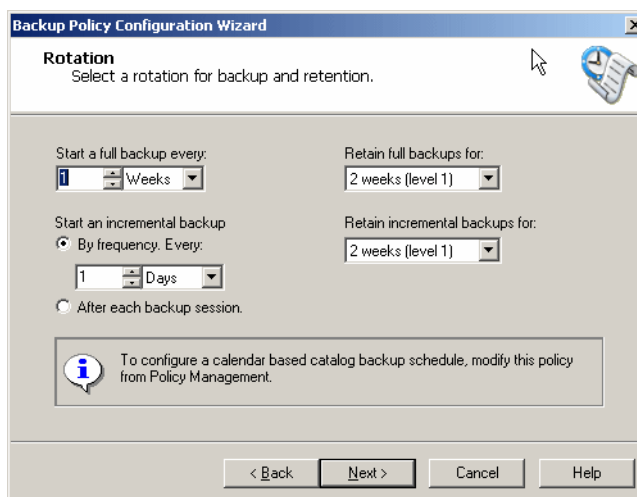 Backup Policy Configuration Wizard
Rotation
Select a rotation for backup and retention.
Start a full backup every:
Retain full backups for:
1 Weeks
2 weeks (level 1)
Start an incremental backup
Retain incremental backups for:
By frequency. Every:
2 weeks (level 1)
1 Days
After each backup session.
To configure a calendar based catalog backup schedule, modify this policy
from Policy Management.
< Back
Next >
Cancel
Help